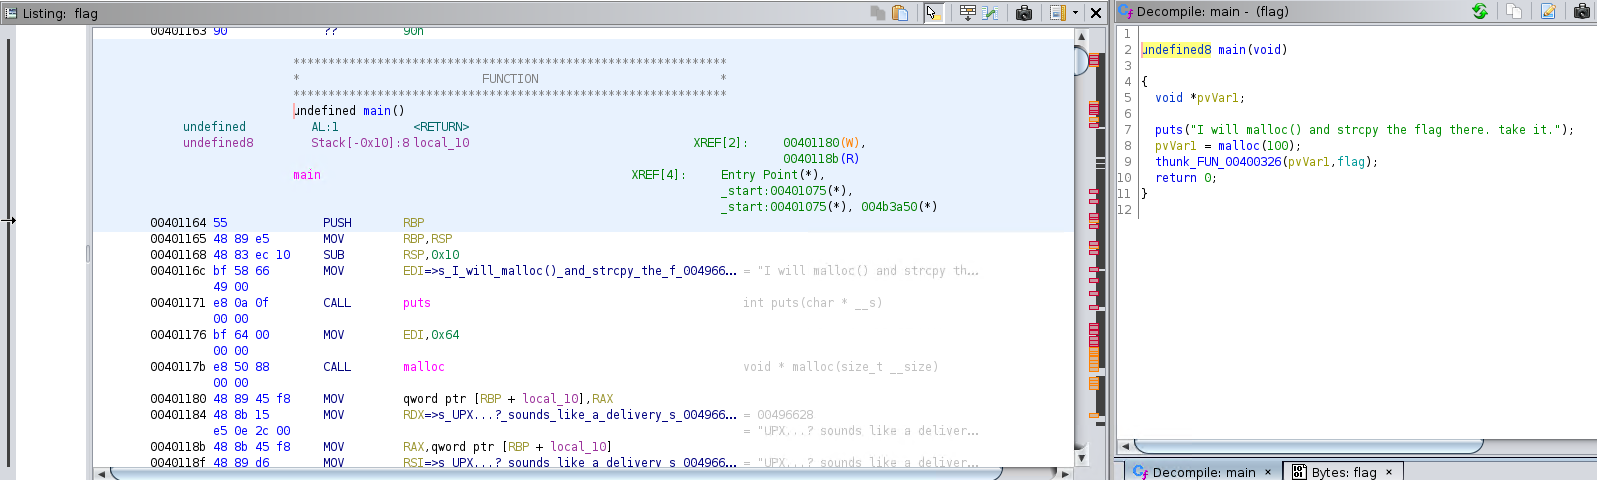 Listing: flag
00401163 90 ?? 90h
*
FUNCTION
*
undefined main()
undefined AL:1 <RETURN>
undefined8 Stack[-0x10]:8 local_10 XREF[2]: 00401180(W),
0040118b(R)
main XREF[4]: Entry Point(*),
_start:00401075(*),
_start:00401075(*), 004b3a50(*)
00401164 55 PUSH RBP
00401165 48 89 e5 MOV RBP,RSP
00401168 48 83 ec 10 SUB RSP,0x10
0040116c bf 58 66 MOV EDI=>s_I_will_malloc()_and_strcpy_the_f_004966... = "I will malloc() and strcpy th...
49 00
00401171 e8 0a 0f CALL puts int puts(char * __s)
00 00
00401176 bf 64 00 MOV EDI,0x64
00 00
0040117b e8 50 88 CALL malloc void * malloc(size_t __size)
00 00
00401180 48 89 45 f8 MOV qword ptr [RBP + local_10],RAX
00401184 48 8b 15 MOV RDX=>s_UPX...?_sounds_like_a_delivery_s_004966... = 00496628
e5 0e 2c 00 = "UPX...? sounds like a deliver...
0040118b 48 8b 45 f8 MOV RAX,qword ptr [RBP + local_10]
0040118f 48 89 d6 MOV RSI=>s_UPX...?_sounds_like_a_delivery_s_004966... = "UPX...? sounds like a deliver...
Decompile: main - (flag)
1
2 undefined8 main(void)
3
4 {
5 void *pvVar1;
6
7 puts("I will malloc() and strcpy the flag there. take it.");
8 pvVar1 = malloc(100);
9 thunk_FUN_00400326(pvVar1,flag);
10 return 0;
11 }
12
Decompile: main × Bytes: flag ×